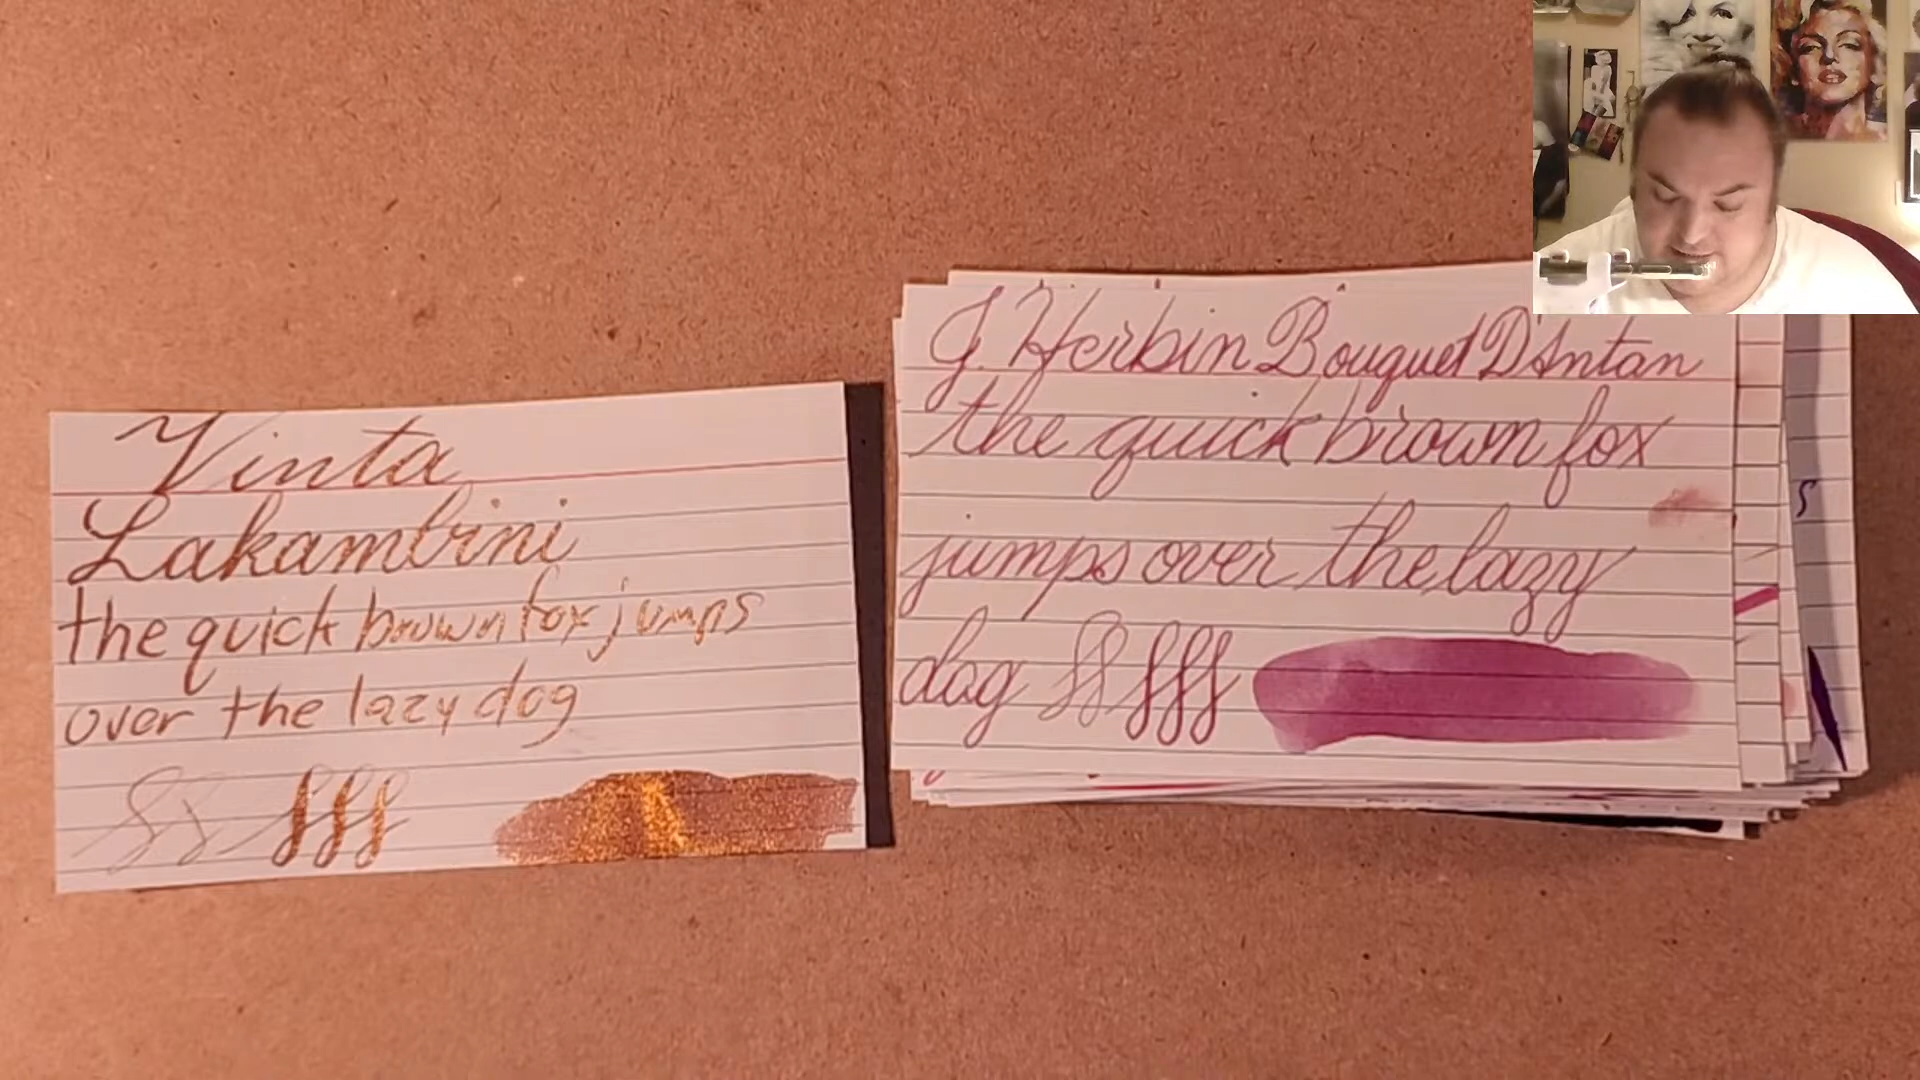 Vinta
Lakambini
the quick brown fox jumps
over the lazy dog
J. Herbin Bouquet D'Antan
the quick brown fox
jumps over the lazy
dog